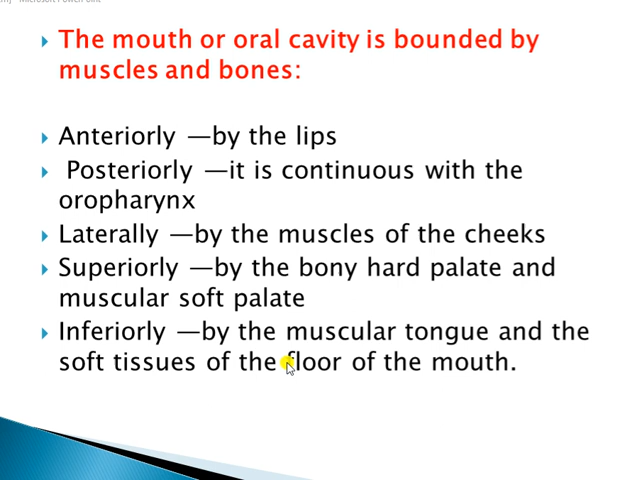 The mouth or oral cavity is bounded by
muscles and bones:
Anteriorly —by the lips
Posteriorly —it is continuous with the
oropharynx
Laterally —by the muscles of the cheeks
Superiorly —by the bony hard palate and
muscular soft palate
Inferiorly —by the muscular tongue and the
soft tissues of the floor of the mouth.